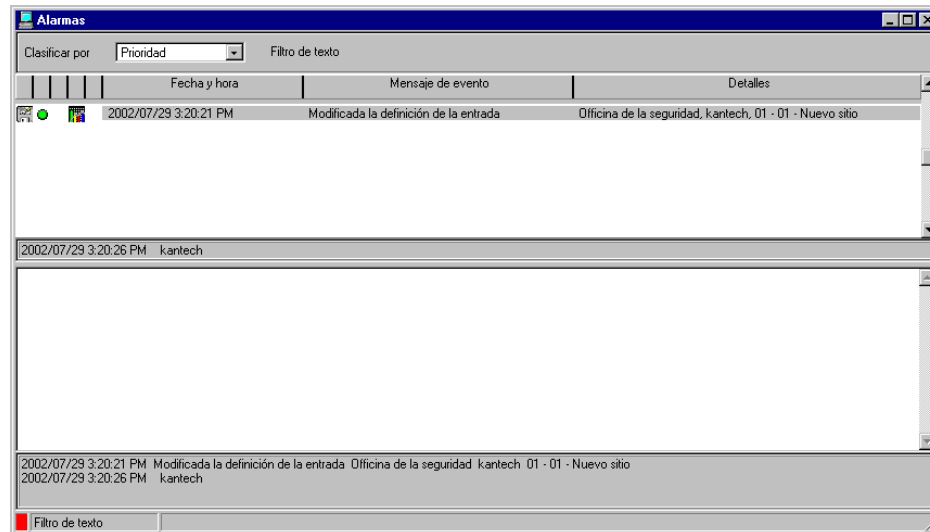 Alarmas
Clasificar por Prioridad Filtro de texto
Fecha y hora Mensaje de evento Detalles
2002/07/29 3:20:21 PM Modificada la definición de la entrada Officina de la seguridad, kantech, 01 - 01 - Nuevo sitio
2002/07/29 3:20:26 PM kantech
2002/07/29 3:20:21 PM Modificada la definición de la entrada Officina de la seguridad kantech 01 - 01 - Nuevo sitio
2002/07/29 3:20:26 PM kantech
Filtro de texto